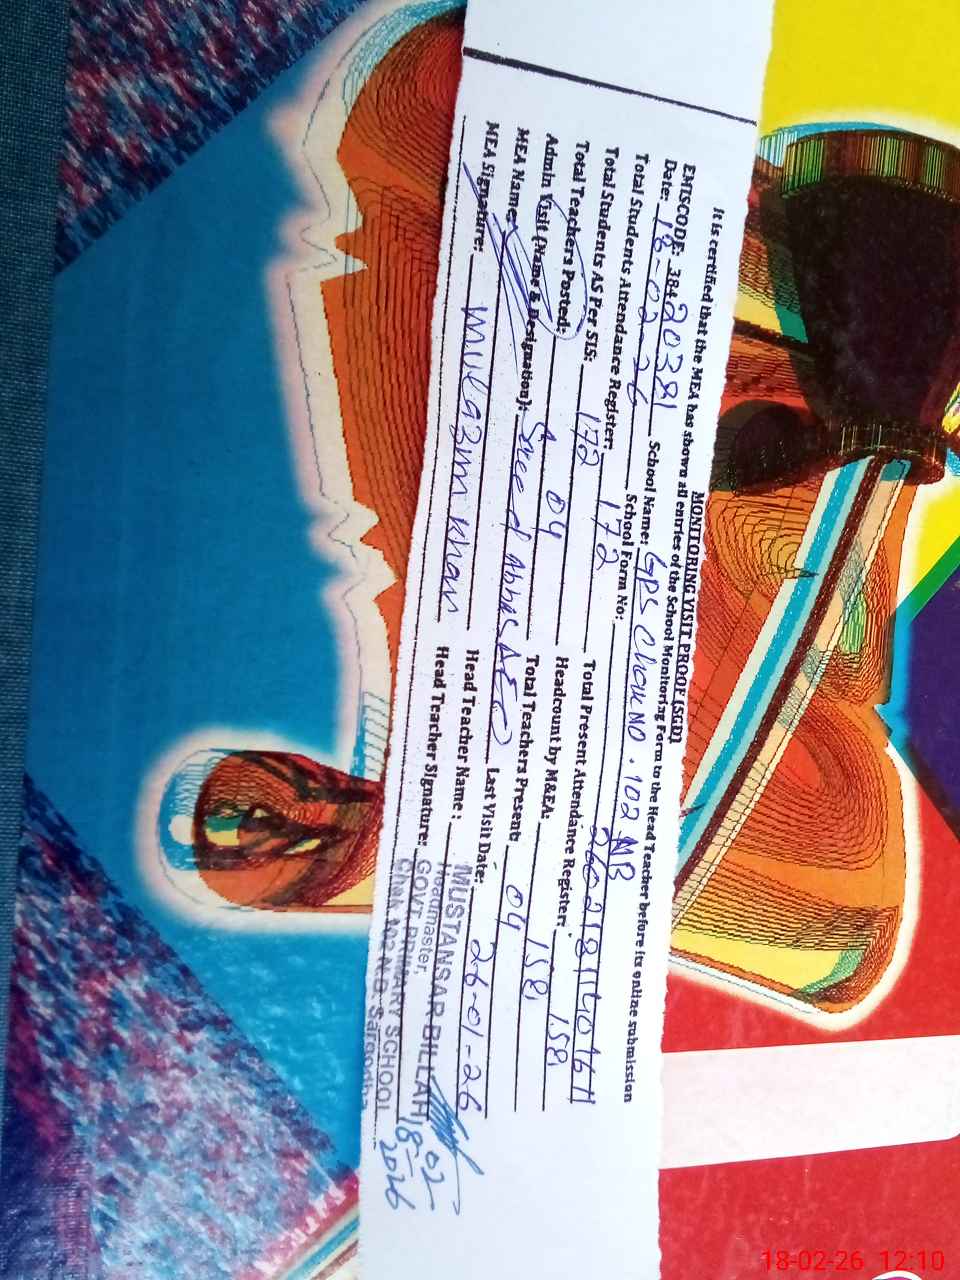 MONITORING VISIT PROOF (SGD)
It is certified that the MEA has shown all entries of the School Monitoring Form to the Head Teacher before its online submission
EMISCODE: 38420381 School Name: GPS Chak NO. 102 NB
Date: 18-02-26 School Form No:
Total Students Attendance Register: 172 Total Present Attendance Register: 158
Total Students AS Per SIS: 172 Headcount by M&EA: 158
Total Teachers Posted: 04 Total Teachers Present: 04
Admin Visit (Name & Designation): Saeed Abbas AEO Last Visit Date: 26-01-26
MEA Name: Mulazim Khan Head Teacher Name:
MEA Signature: Head Teacher Signature:
MUSTANSAR BILLAH
Headmaster,
GOVT PRIMARY SCHOOL
Chak 102 N.B. Sargodha
18-02-2026
18-02-26 12:10